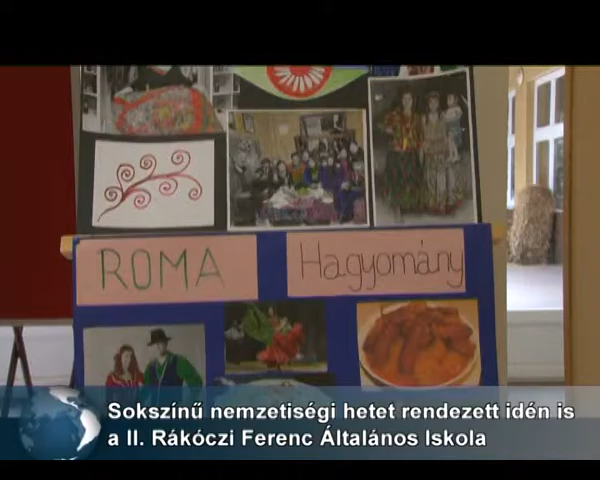 ROMA Hagyomány
Sokszínű nemzetiségi hetet rendezett idén is
a II. Rákóczi Ferenc Általános Iskola